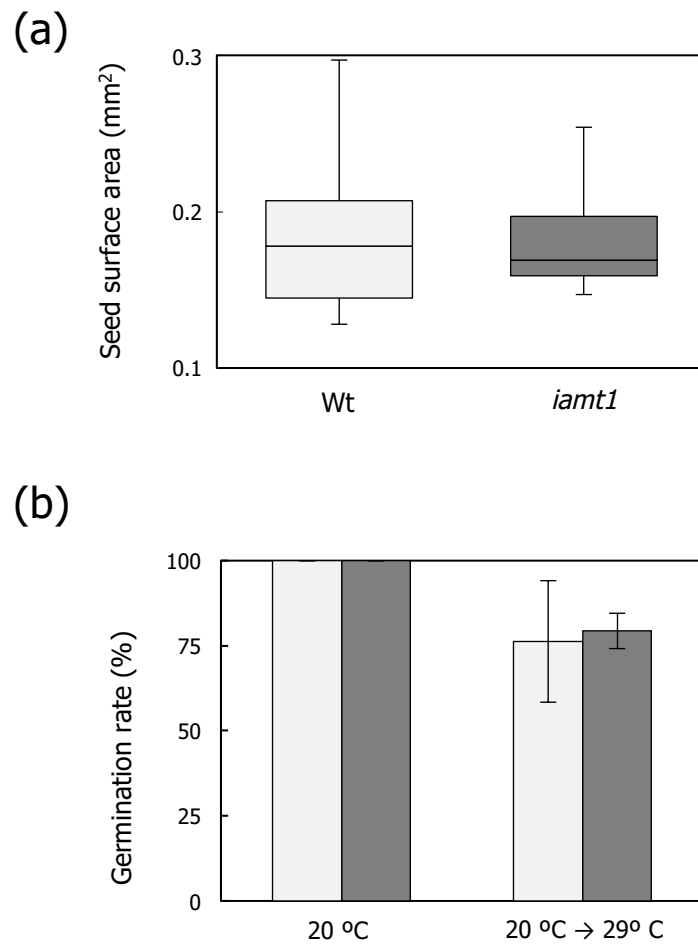 (a)
Seed surface area (mm²)
0.3
0.2
0.1
Wt
iamt1
(b)
Germination rate (%)
100
75
50
25
0
20 ºC
20 ºC → 29º C